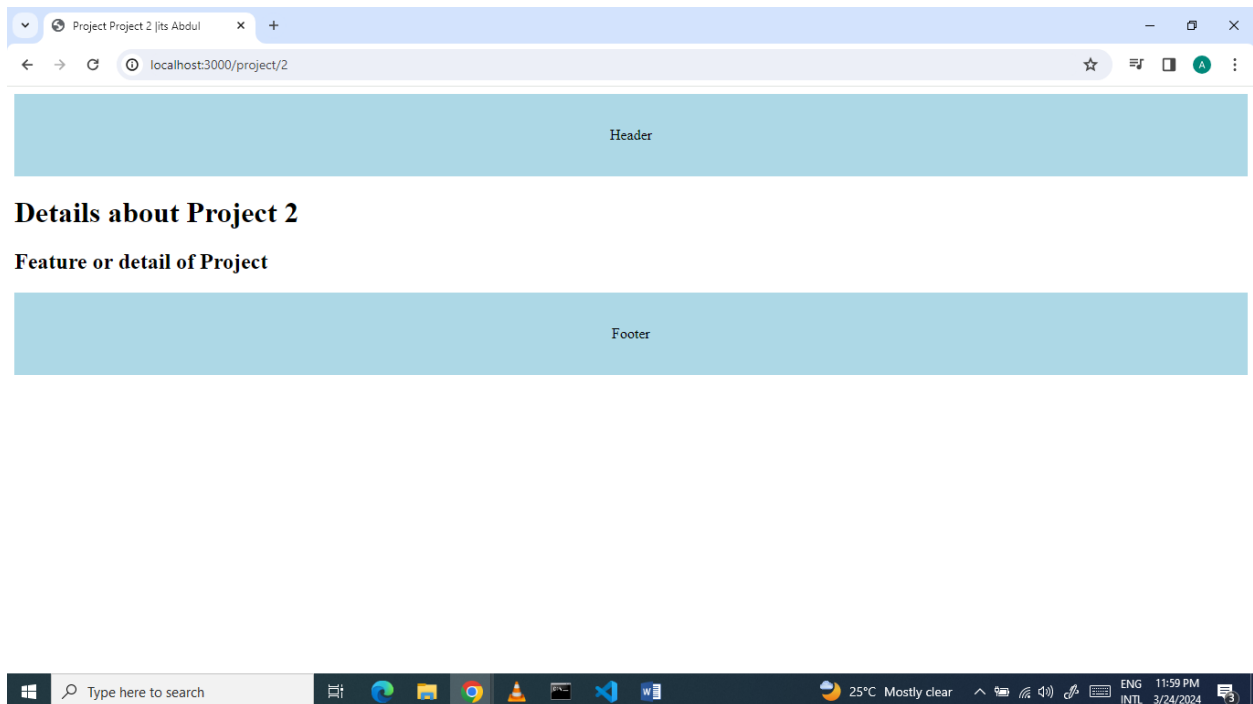 Project Project 2 |its Abdul
localhost:3000/project/2
A
Header
Details about Project 2
Feature or detail of Project
Footer
Type here to search
W
25°C Mostly clear
ENG
INTL
11:59 PM
3/24/2024
3